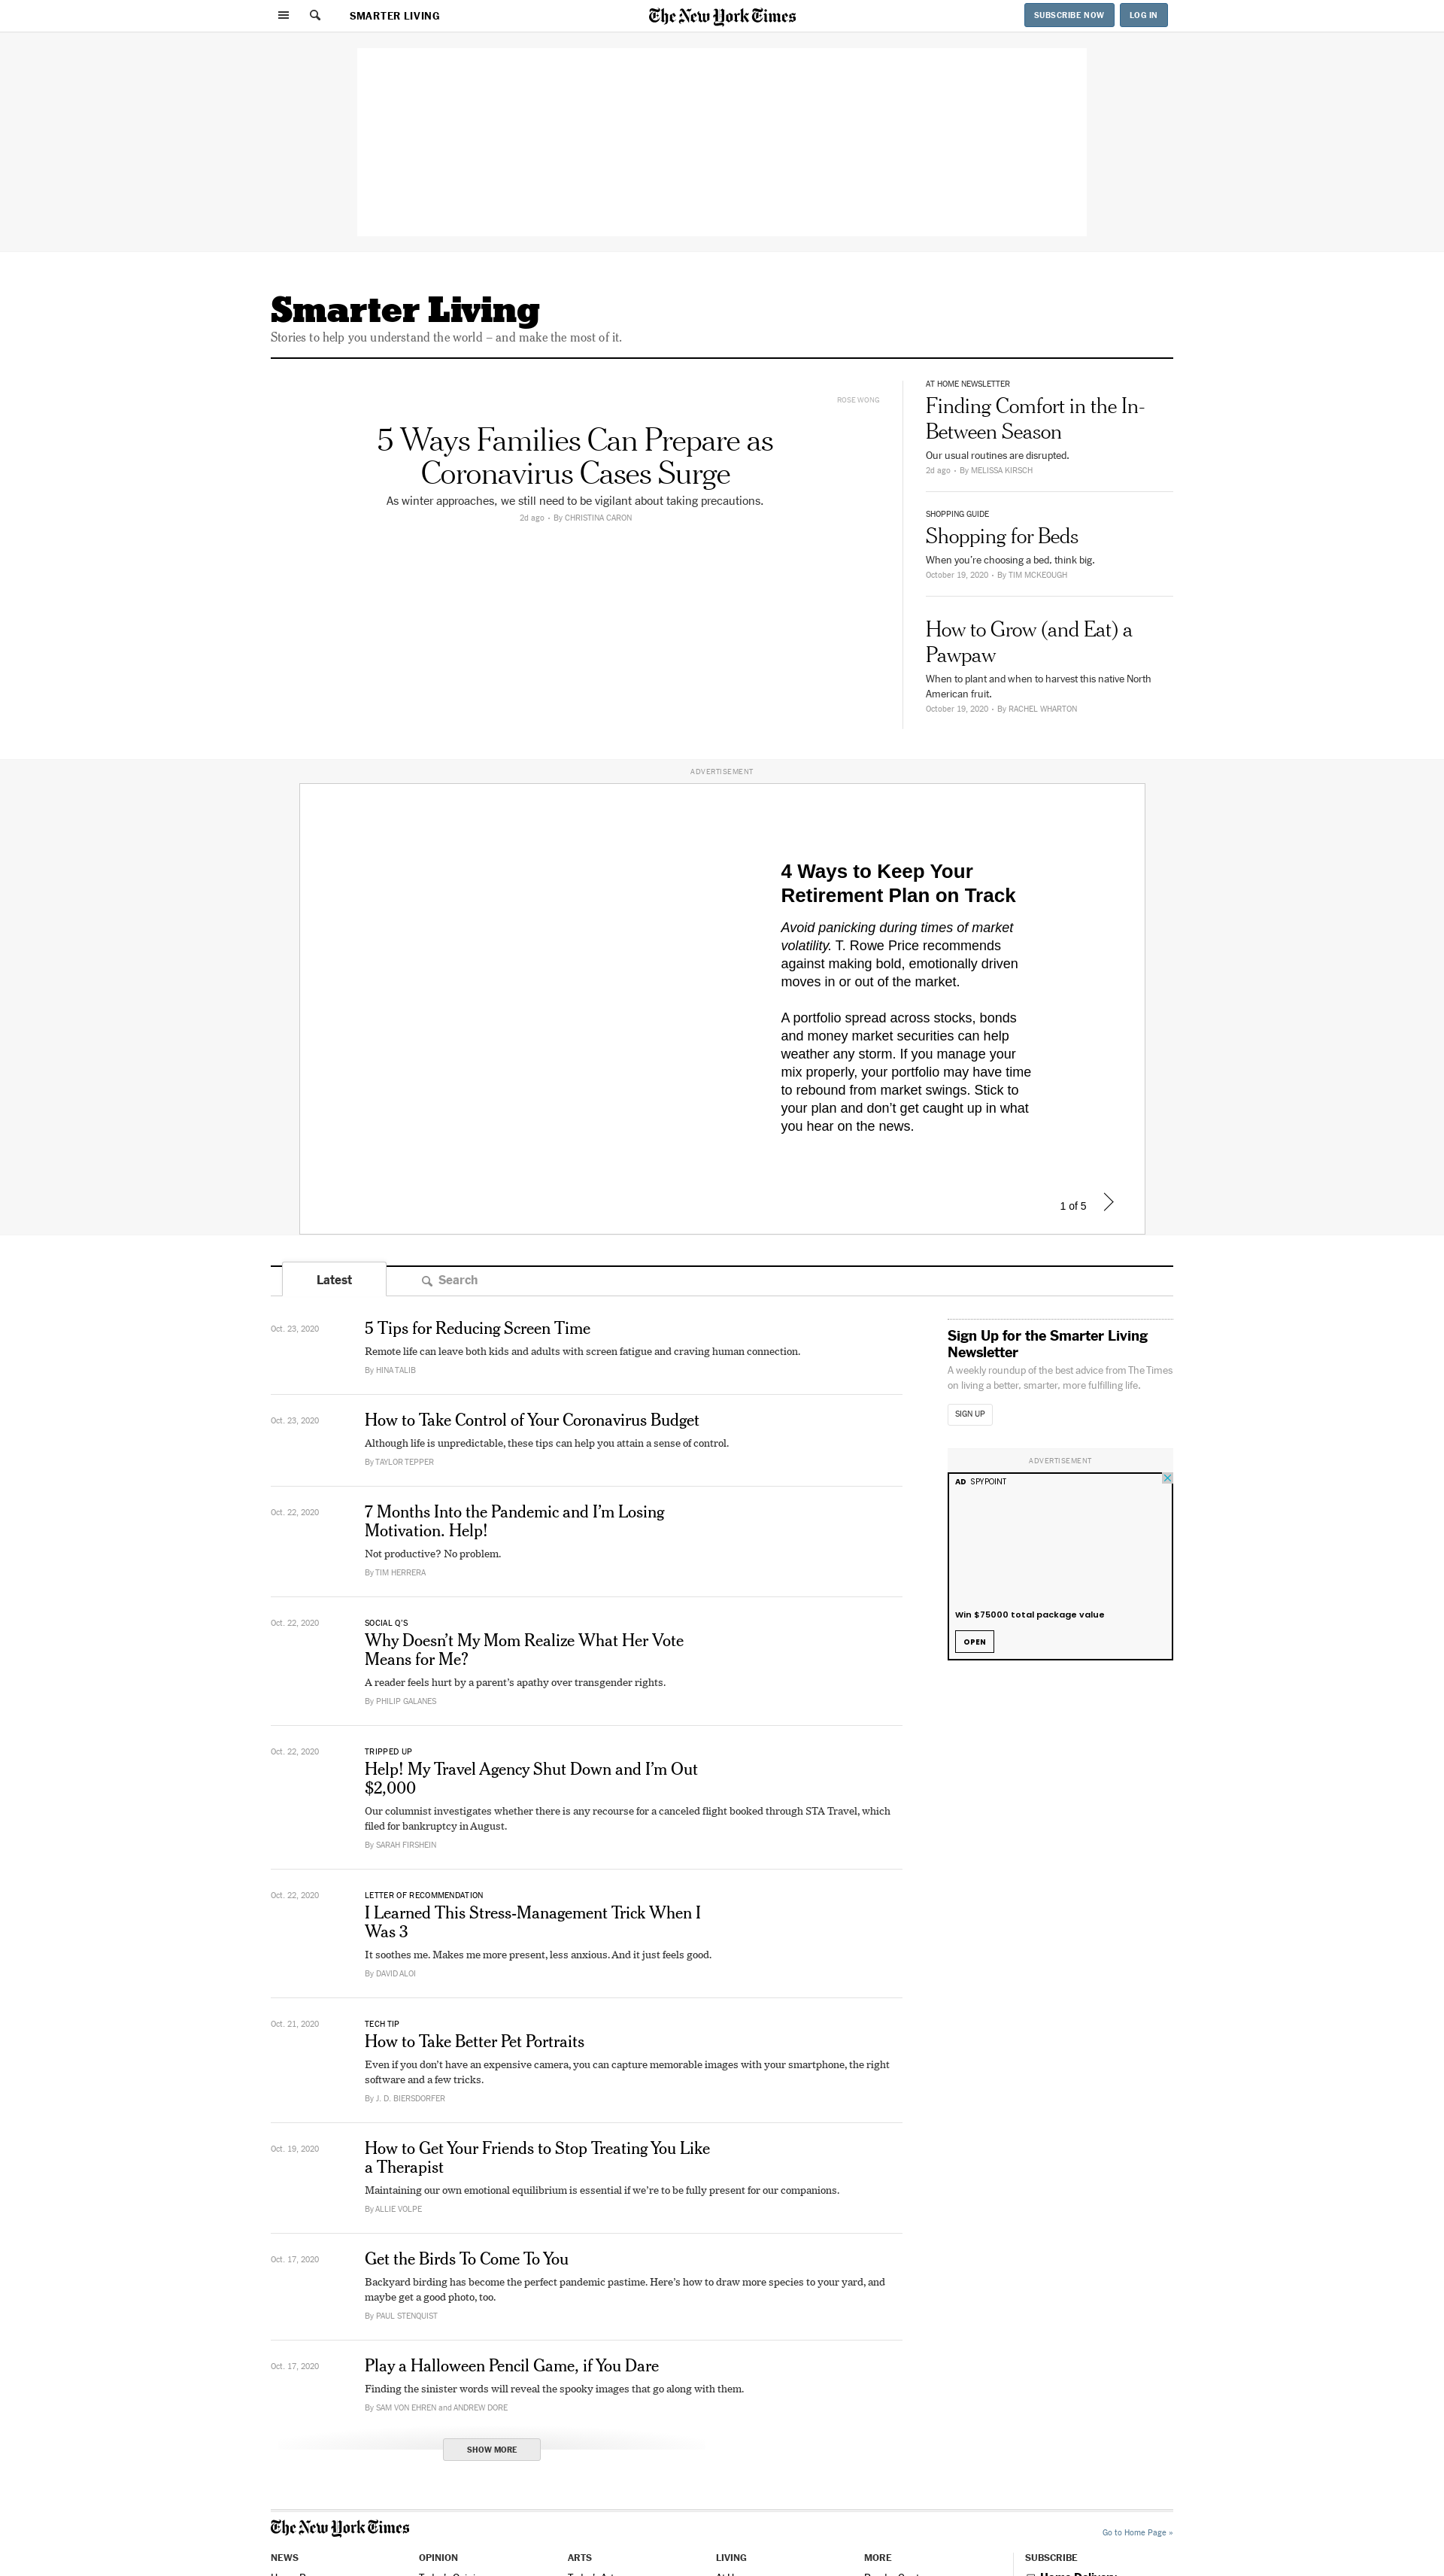 SMARTER LIVING
The New York Times
SUBSCRIBE NOW
LOG IN
Smarter Living
Stories to help you understand the world – and make the most of it.
ROSE WONG
5 Ways Families Can Prepare as
Coronavirus Cases Surge
As winter approaches, we still need to be vigilant about taking precautions.
2d ago • By CHRISTINA CARON
AT HOME NEWSLETTER
Finding Comfort in the In-
Between Season
Our usual routines are disrupted.
2d ago • By MELISSA KIRSCH
SHOPPING GUIDE
Shopping for Beds
When you’re choosing a bed, think big.
October 19, 2020 • By TIM MCKEOUGH
How to Grow (and Eat) a
Pawpaw
When to plant and when to harvest this native North
American fruit.
October 19, 2020 • By RACHEL WHARTON
ADVERTISEMENT
4 Ways to Keep Your
Retirement Plan on Track
Avoid panicking during times of market
volatility. T. Rowe Price recommends
against making bold, emotionally driven
moves in or out of the market.
A portfolio spread across stocks, bonds
and money market securities can help
weather any storm. If you manage your
mix properly, your portfolio may have time
to rebound from market swings. Stick to
your plan and don’t get caught up in what
you hear on the news.
1 of 5
Latest
Search
Oct. 23, 2020
5 Tips for Reducing Screen Time
Remote life can leave both kids and adults with screen fatigue and craving human connection.
By HINA TALIB
Oct. 23, 2020
How to Take Control of Your Coronavirus Budget
Although life is unpredictable, these tips can help you attain a sense of control.
By TAYLOR TEPPER
Oct. 22, 2020
7 Months Into the Pandemic and I’m Losing
Motivation. Help!
Not productive? No problem.
By TIM HERRERA
Oct. 22, 2020
SOCIAL Q’S
Why Doesn’t My Mom Realize What Her Vote
Means for Me?
A reader feels hurt by a parent’s apathy over transgender rights.
By PHILIP GALANES
Oct. 22, 2020
TRIPPED UP
Help! My Travel Agency Shut Down and I’m Out
$2,000
Our columnist investigates whether there is any recourse for a canceled flight booked through STA Travel, which
filed for bankruptcy in August.
By SARAH FIRSHEIN
Oct. 22, 2020
LETTER OF RECOMMENDATION
I Learned This Stress-Management Trick When I
Was 3
It soothes me. Makes me more present, less anxious. And it just feels good.
By DAVID ALOI
Oct. 21, 2020
TECH TIP
How to Take Better Pet Portraits
Even if you don’t have an expensive camera, you can capture memorable images with your smartphone, the right
software and a few tricks.
By J. D. BIERSDORFER
Oct. 19, 2020
How to Get Your Friends to Stop Treating You Like
a Therapist
Maintaining our own emotional equilibrium is essential if we’re to be fully present for our companions.
By ALLIE VOLPE
Oct. 17, 2020
Get the Birds To Come To You
Backyard birding has become the perfect pandemic pastime. Here’s how to draw more species to your yard, and
maybe get a good photo, too.
By PAUL STENQUIST
Oct. 17, 2020
Play a Halloween Pencil Game, if You Dare
Finding the sinister words will reveal the spooky images that go along with them.
By SAM VON EHREN and ANDREW DORE
SHOW MORE
Sign Up for the Smarter Living
Newsletter
A weekly roundup of the best advice from The Times
on living a better, smarter, more fulfilling life.
SIGN UP
ADVERTISEMENT
AD SPYPOINT
Win $75000 total package value
OPEN
The New York Times
Go to Home Page »
NEWS
OPINION
ARTS
LIVING
MORE
SUBSCRIBE